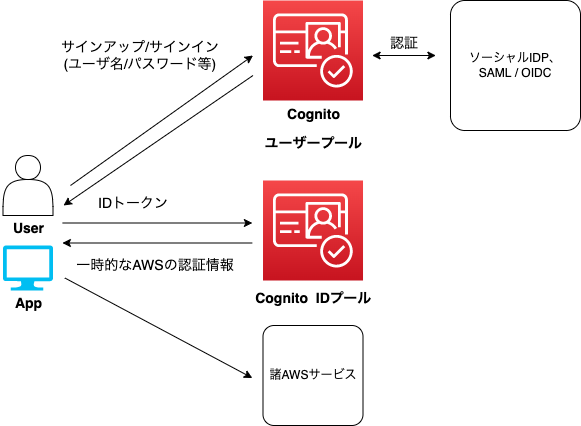 サインアップ/サインイン
(ユーザ名/パスワード等)
認証
ソーシャルIDP、
SAML / OIDC
Cognito
ユーザープール
User
IDトークン
一時的なAWSの認証情報
App
Cognito IDプール
諸AWSサービス